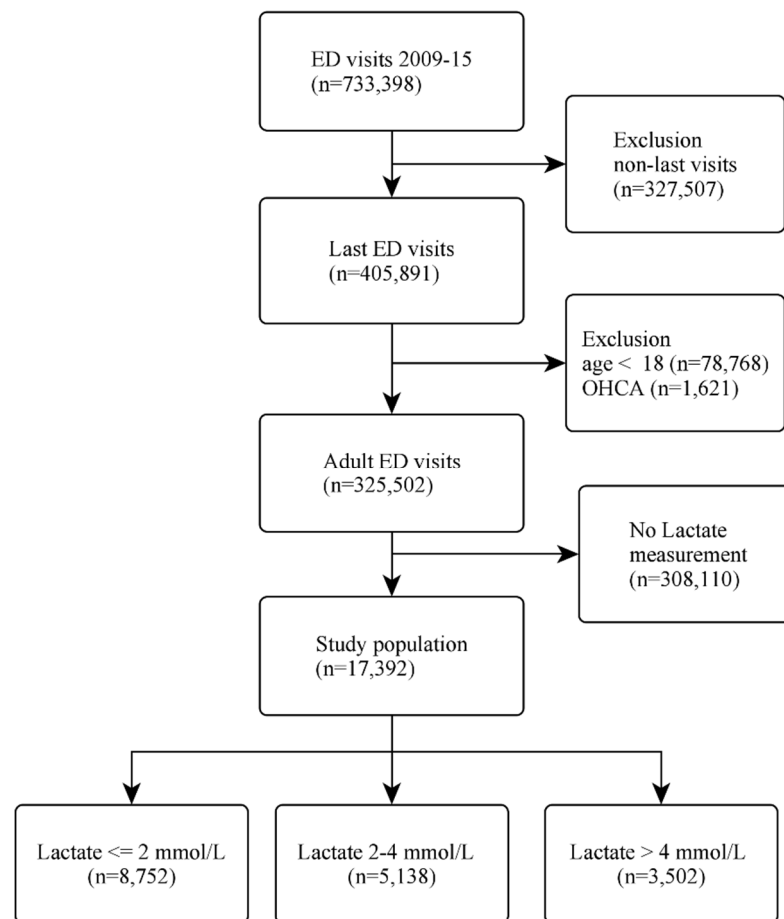 ED visits 2009-15
(n=733,398)
Exclusion
non-last visits
(n=327,507)
Last ED visits
(n=405,891)
Exclusion
age < 18 (n=78,768)
OHCA (n=1,621)
Adult ED visits
(n=325,502)
No Lactate
measurement
(n=308,110)
Study population
(n=17,392)
Lactate <= 2 mmol/L
(n=8,752)
Lactate 2-4 mmol/L
(n=5,138)
Lactate > 4 mmol/L
(n=3,502)